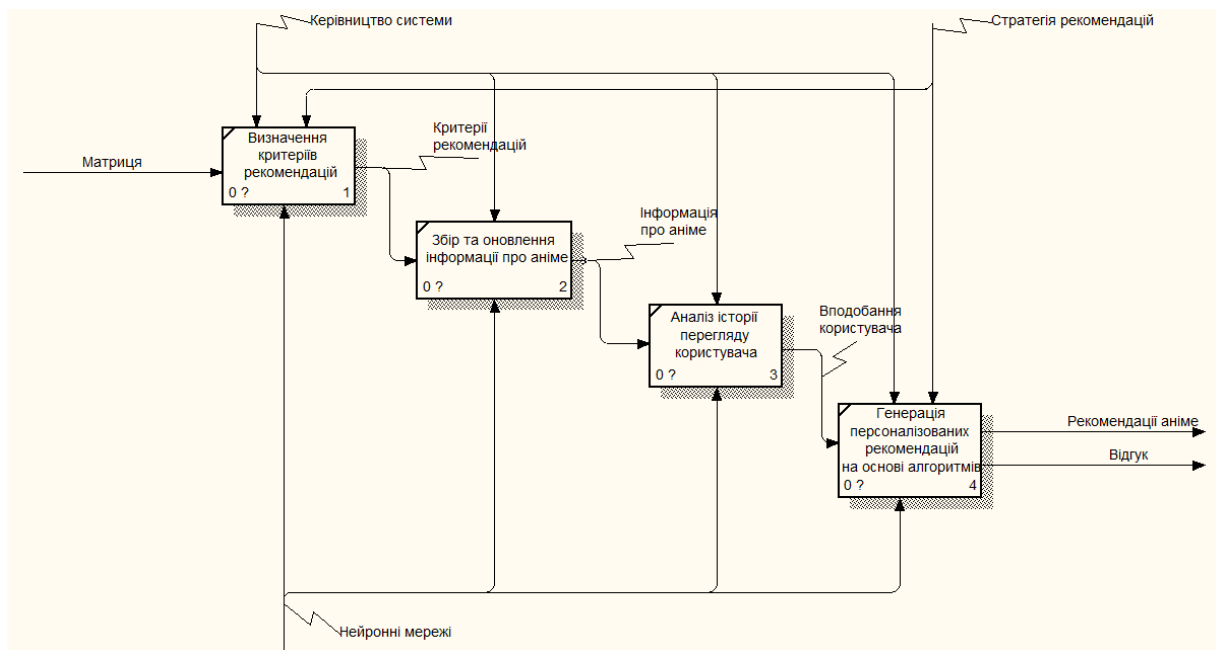 Керівництво системи
Стратегія рекомендацій
Визначення
критеріїв
рекомендацій
0 ?
1
Матриця
Критерії
рекомендацій
Збір та оновлення
інформації про аніме
0 ?
2
Інформація
про аніме
Аналіз історії
перегляду
користувача
0 ?
3
Вподобання
користувача
Генерація
персоналізованих
рекомендацій
на основі алгоритмів
0 ?
4
Рекомендації аніме
Відгук
Нейронні мережі